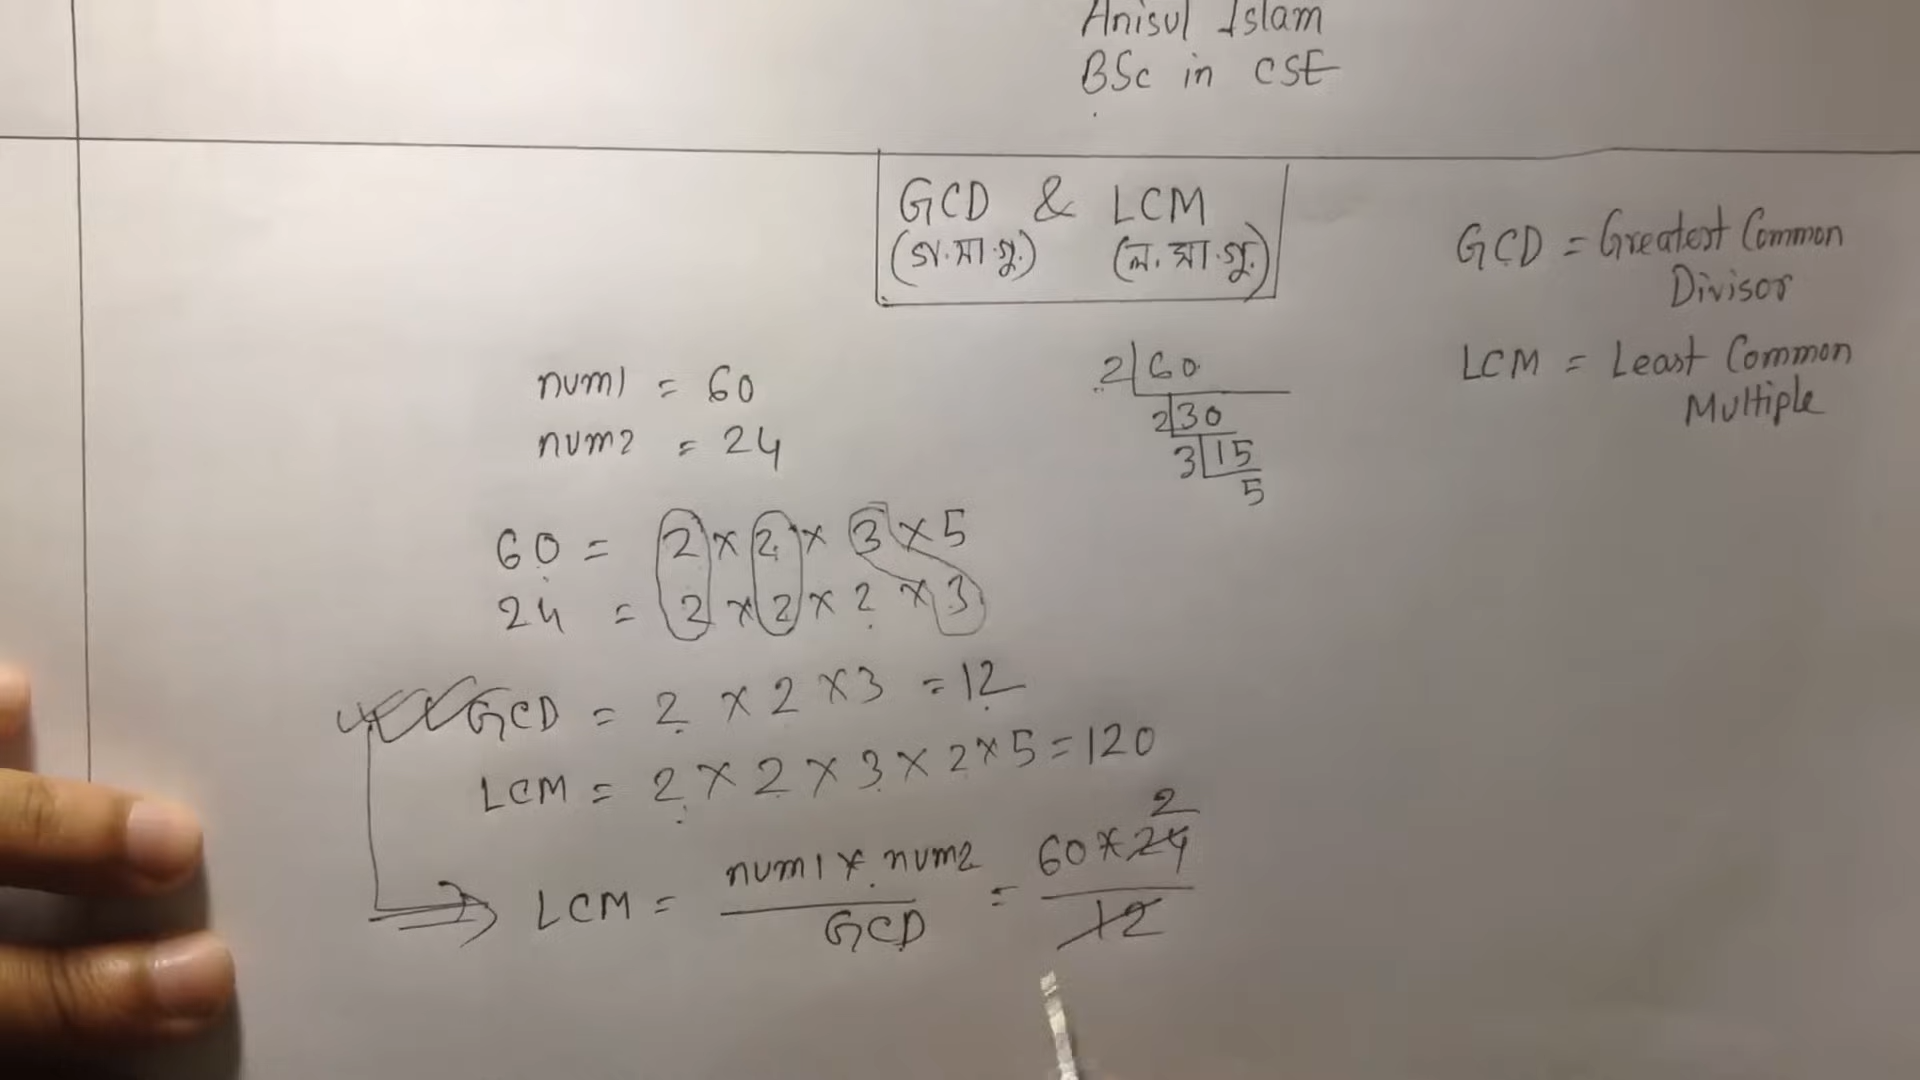 Anisul Islam
BSc in CSE
GCD & LCM
(গ.সা.গু.) (ল.সা.গু.)
GCD = Greatest Common
Divisor
LCM = Least Common
Multiple
num1 = 60
num2 = 24
2 60
2 30
3 15
5
60 = 2 × 2 × 3 × 5
24 = 2 × 2 × 2 × 3
GCD = 2 × 2 × 3 = 12
LCM = 2 × 2 × 3 × 2 × 5 = 120
2
num1 * num2 60 * 24
LCM = =
GCD 12